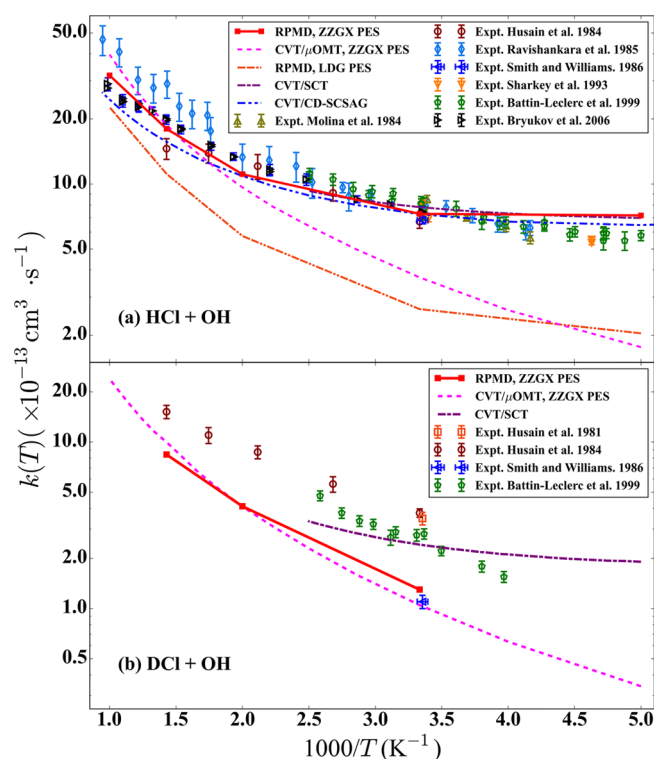 50.0
20.0
10.0
5.0
2.0
RPMD, ZZGX PES
CVT/μOMT, ZZGX PES
RPMD, LDG PES
CVT/SCT
CVT/CD-SCSAG
Expt. Molina et al. 1984
Expt. Husain et al. 1984
Expt. Ravishankara et al. 1985
Expt. Smith and Williams. 1986
Expt. Sharkey et al. 1993
Expt. Battin-Leclerc et al. 1999
Expt. Bryukov et al. 2006
(a) HCl + OH
k(T)(×10⁻¹³cm³ ·s⁻¹)
20.0
10.0
5.0
2.0
1.0
0.5
RPMD, ZZGX PES
CVT/μOMT, ZZGX PES
CVT/SCT
Expt. Husain et al. 1981
Expt. Husain et al. 1984
Expt. Smith and Williams. 1986
Expt. Battin-Leclerc et al. 1999
(b) DCl + OH
1.0 1.5 2.0 2.5 3.0 3.5 4.0 4.5 5.0
1000/T(K⁻¹)